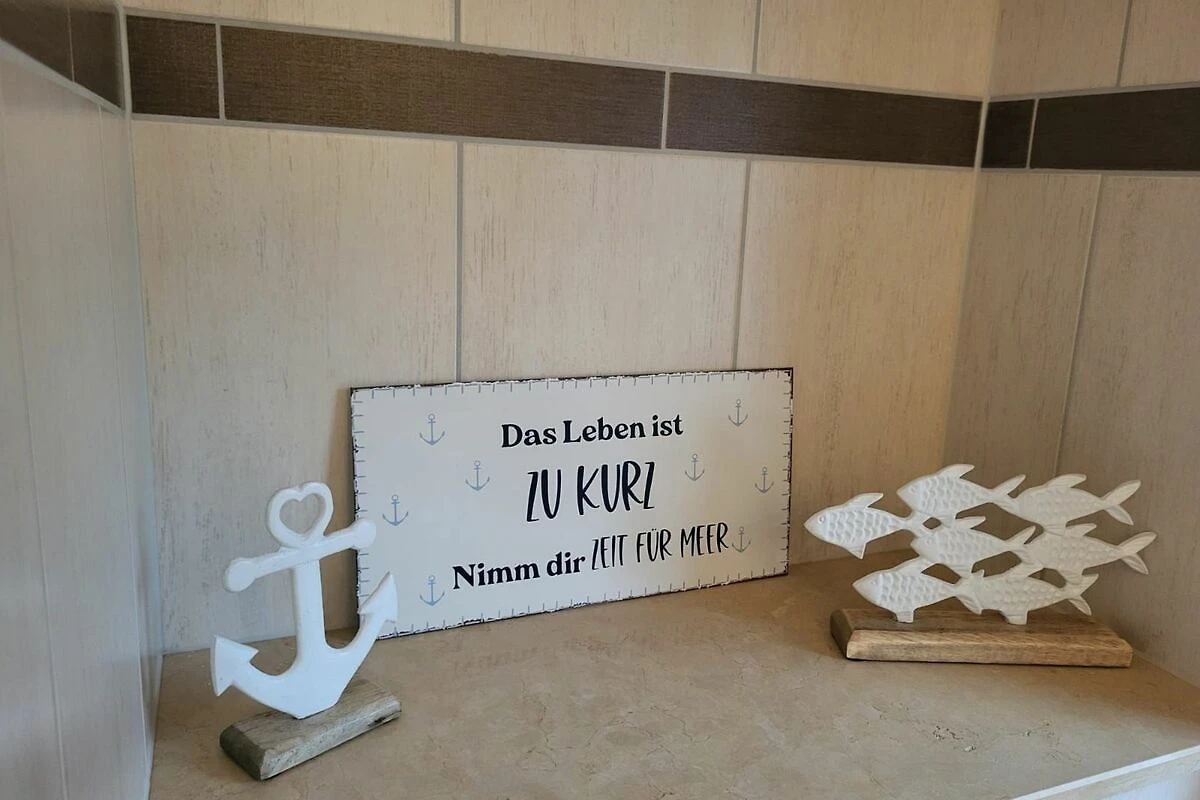 Das Leben ist
ZU KURZ
Nimm dir ZEIT FÜR MEER